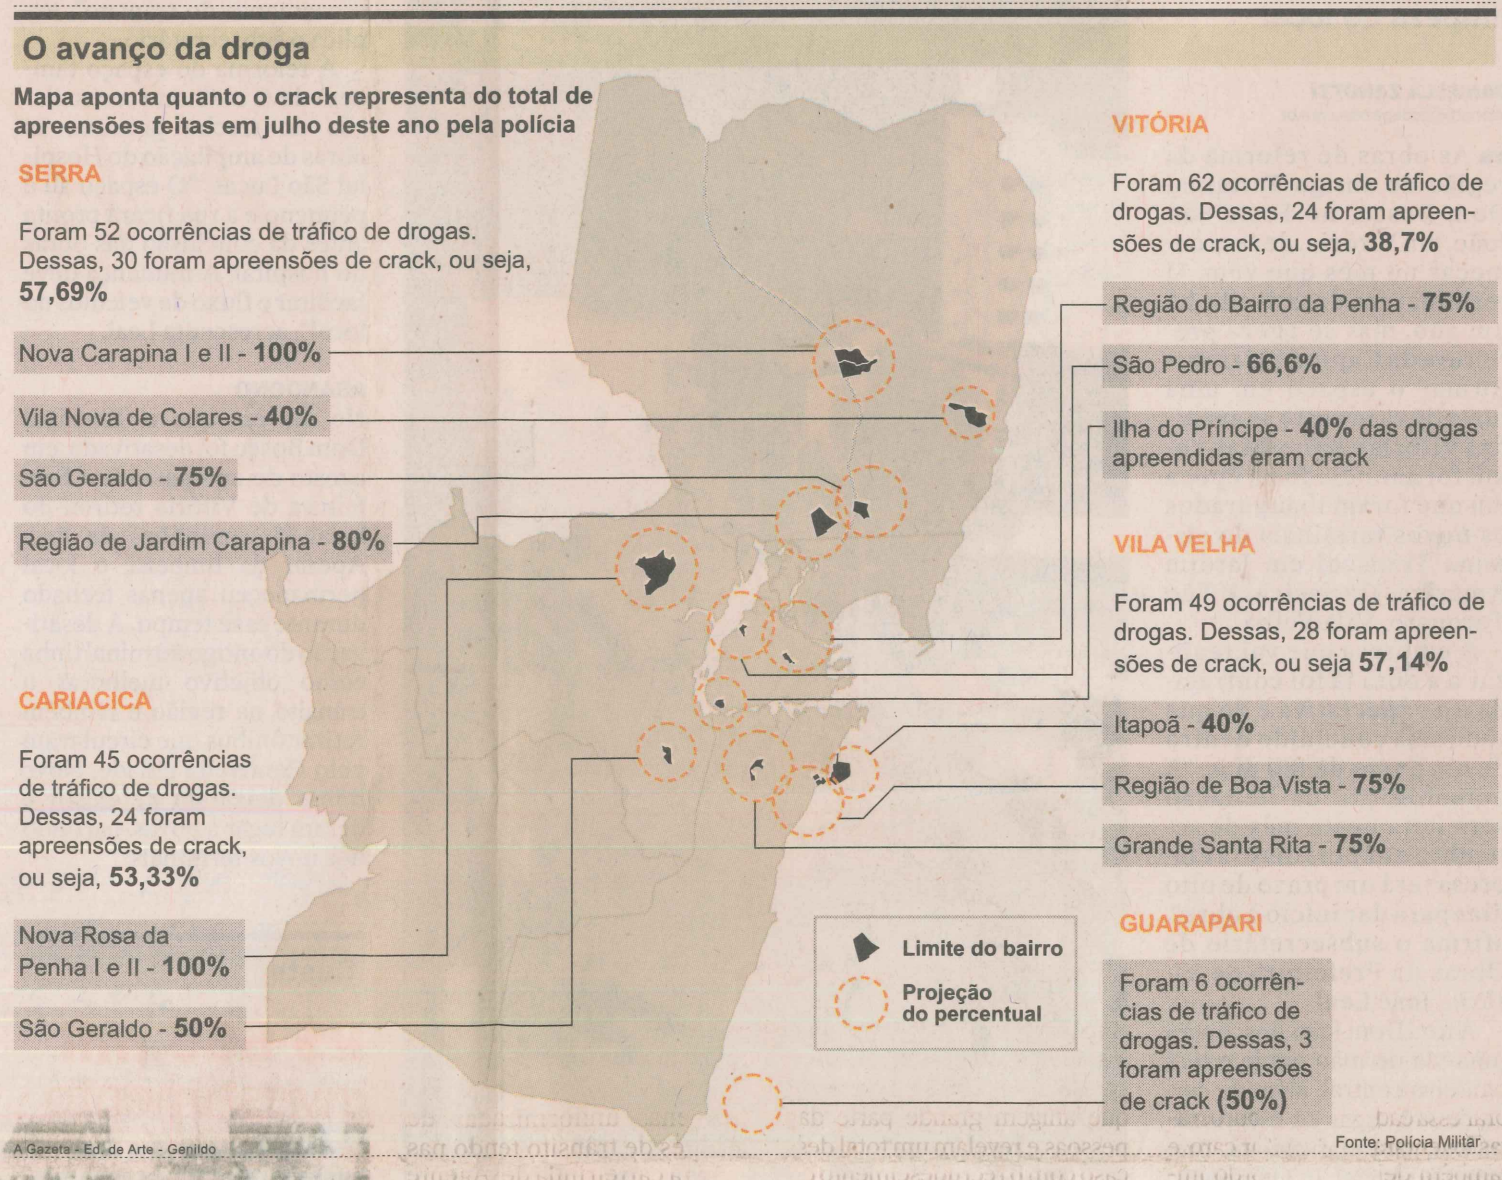 O avanço da droga
Mapa aponta quanto o crack representa do total de
apreensões feitas em julho deste ano pela polícia
SERRA
Foram 52 ocorrências de tráfico de drogas.
Dessas, 30 foram apreensões de crack, ou seja,
57,69%
Nova Carapina I e II - 100%
Vila Nova de Colares - 40%
São Geraldo - 75%
Região de Jardim Carapina - 80%
CARIACICA
Foram 45 ocorrências
de tráfico de drogas.
Dessas, 24 foram
apreensões de crack,
ou seja, 53,33%
Nova Rosa da
Penha I e II - 100%
São Geraldo - 50%
VITÓRIA
Foram 62 ocorrências de tráfico de
drogas. Dessas, 24 foram apreen-
sões de crack, ou seja, 38,7%
Região do Bairro da Penha - 75%
São Pedro - 66,6%
Ilha do Príncipe - 40% das drogas
apreendidas eram crack
VILA VELHA
Foram 49 ocorrências de tráfico de
drogas. Dessas, 28 foram apreen-
sões de crack, ou seja 57,14%
Itapoã - 40%
Região de Boa Vista - 75%
Grande Santa Rita - 75%
GUARAPARI
Foram 6 ocorrên-
cias de tráfico de
drogas. Dessas, 3
foram apreensões
de crack (50%)
Limite do bairro
Projeção
do percentual
A Gazeta - Ed. de Arte - Genildo
Fonte: Polícia Militar